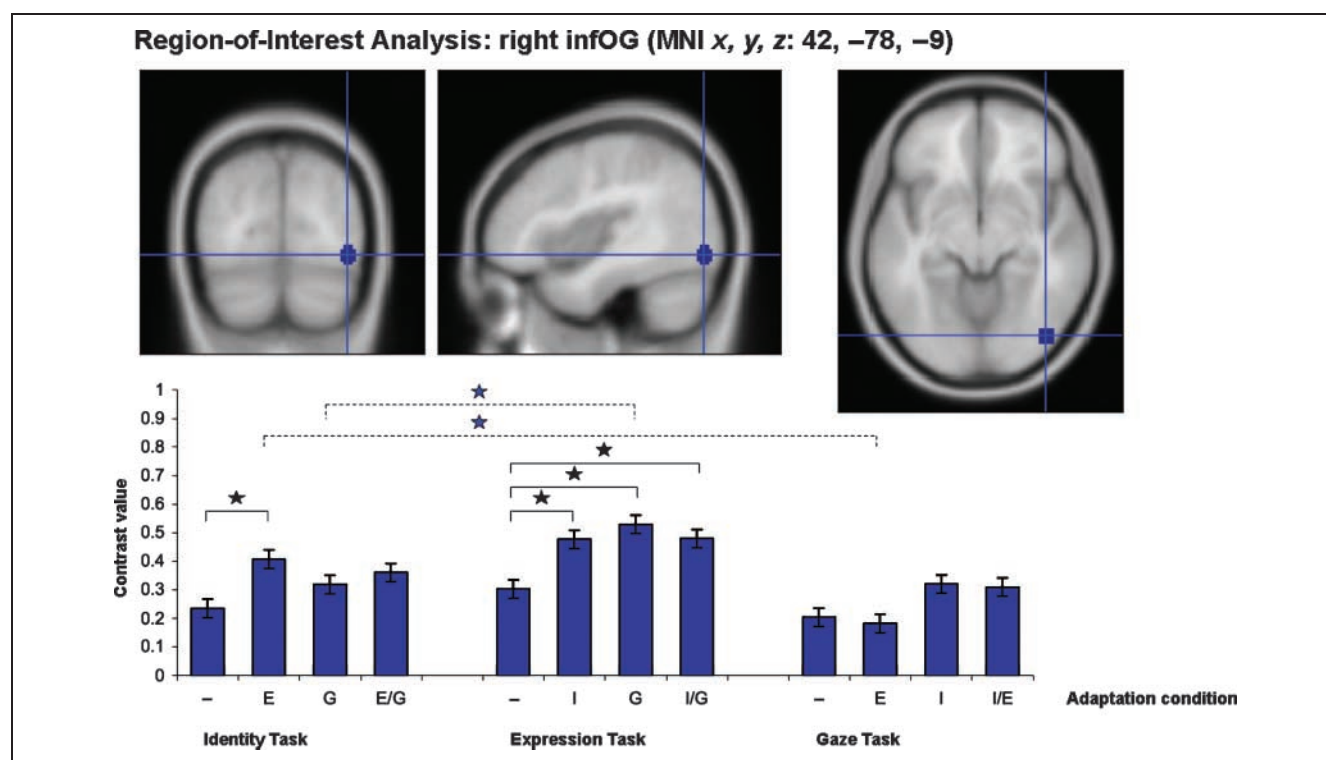 Region-of-Interest Analysis: right infOG (MNI x, y, z: 42, –78, –9)
1
0.9
0.8
0.7
0.6
0.5
0.4
0.3
0.2
0.1
0
Contrast value
– E G E/G – I G I/G – E I I/E Adaptation condition
Identity Task Expression Task Gaze Task